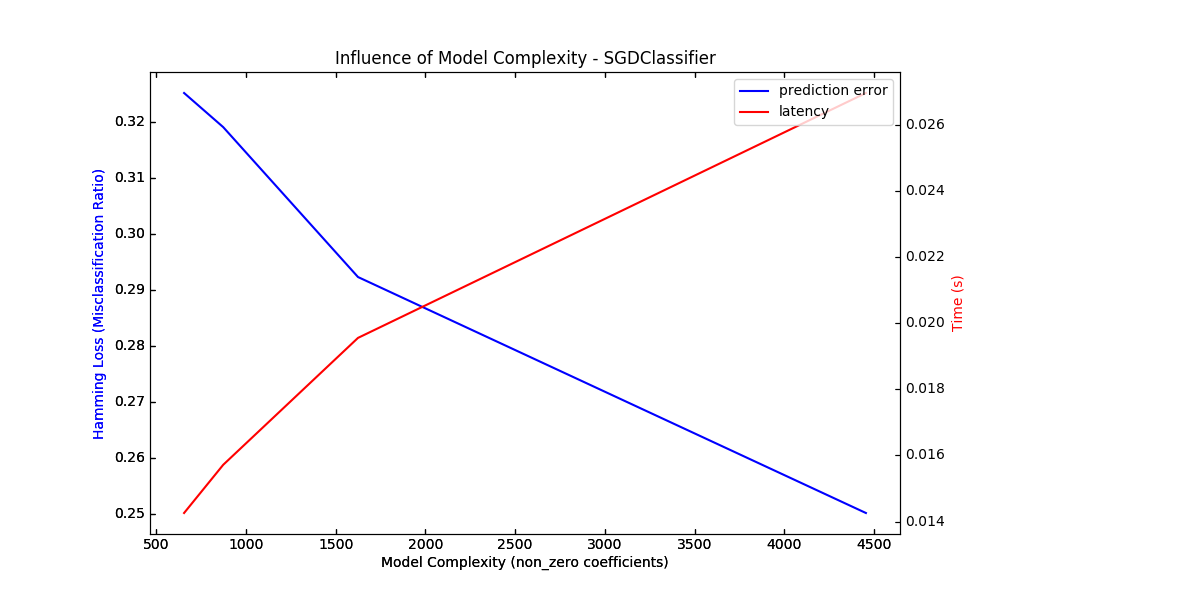 Influence of Model Complexity - SGDClassifier
prediction error
latency
0.32
0.31
0.30
0.29
0.28
0.27
0.26
0.25
Hamming Loss (Misclassification Ratio)
0.026
0.024
0.022
0.020
0.018
0.016
0.014
Time (s)
500 1000 1500 2000 2500 3000 3500 4000 4500
Model Complexity (non_zero coefficients)